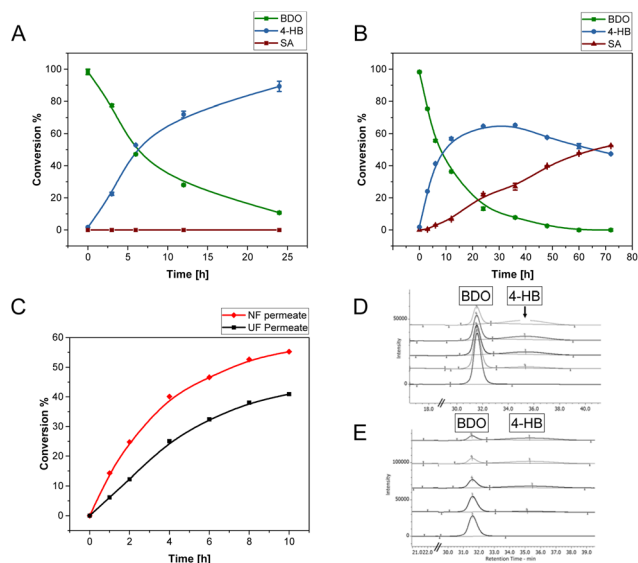 A
BDO
4-HB
SA
Conversion %
100
80
60
40
20
0
0 5 10 15 20 25
Time [h]
B
BDO
4-HB
SA
Conversion %
100
80
60
40
20
0
0 10 20 30 40 50 60 70 80
Time [h]
C
NF permeate
UF Permeate
Conversion %
60
50
40
30
20
10
0
0 2 4 6 8 10
Time [h]
D
BDO 4-HB
Intensity
50000
0
18.0 30.0 32.0 34.0 36.0 38.0 40.0
E
BDO 4-HB
Intensity
100000
50000
0
21.0 22.0 30.0 31.0 32.0 33.0 34.0 35.0 36.0 37.0 38.0 39.0
Retention Time - min